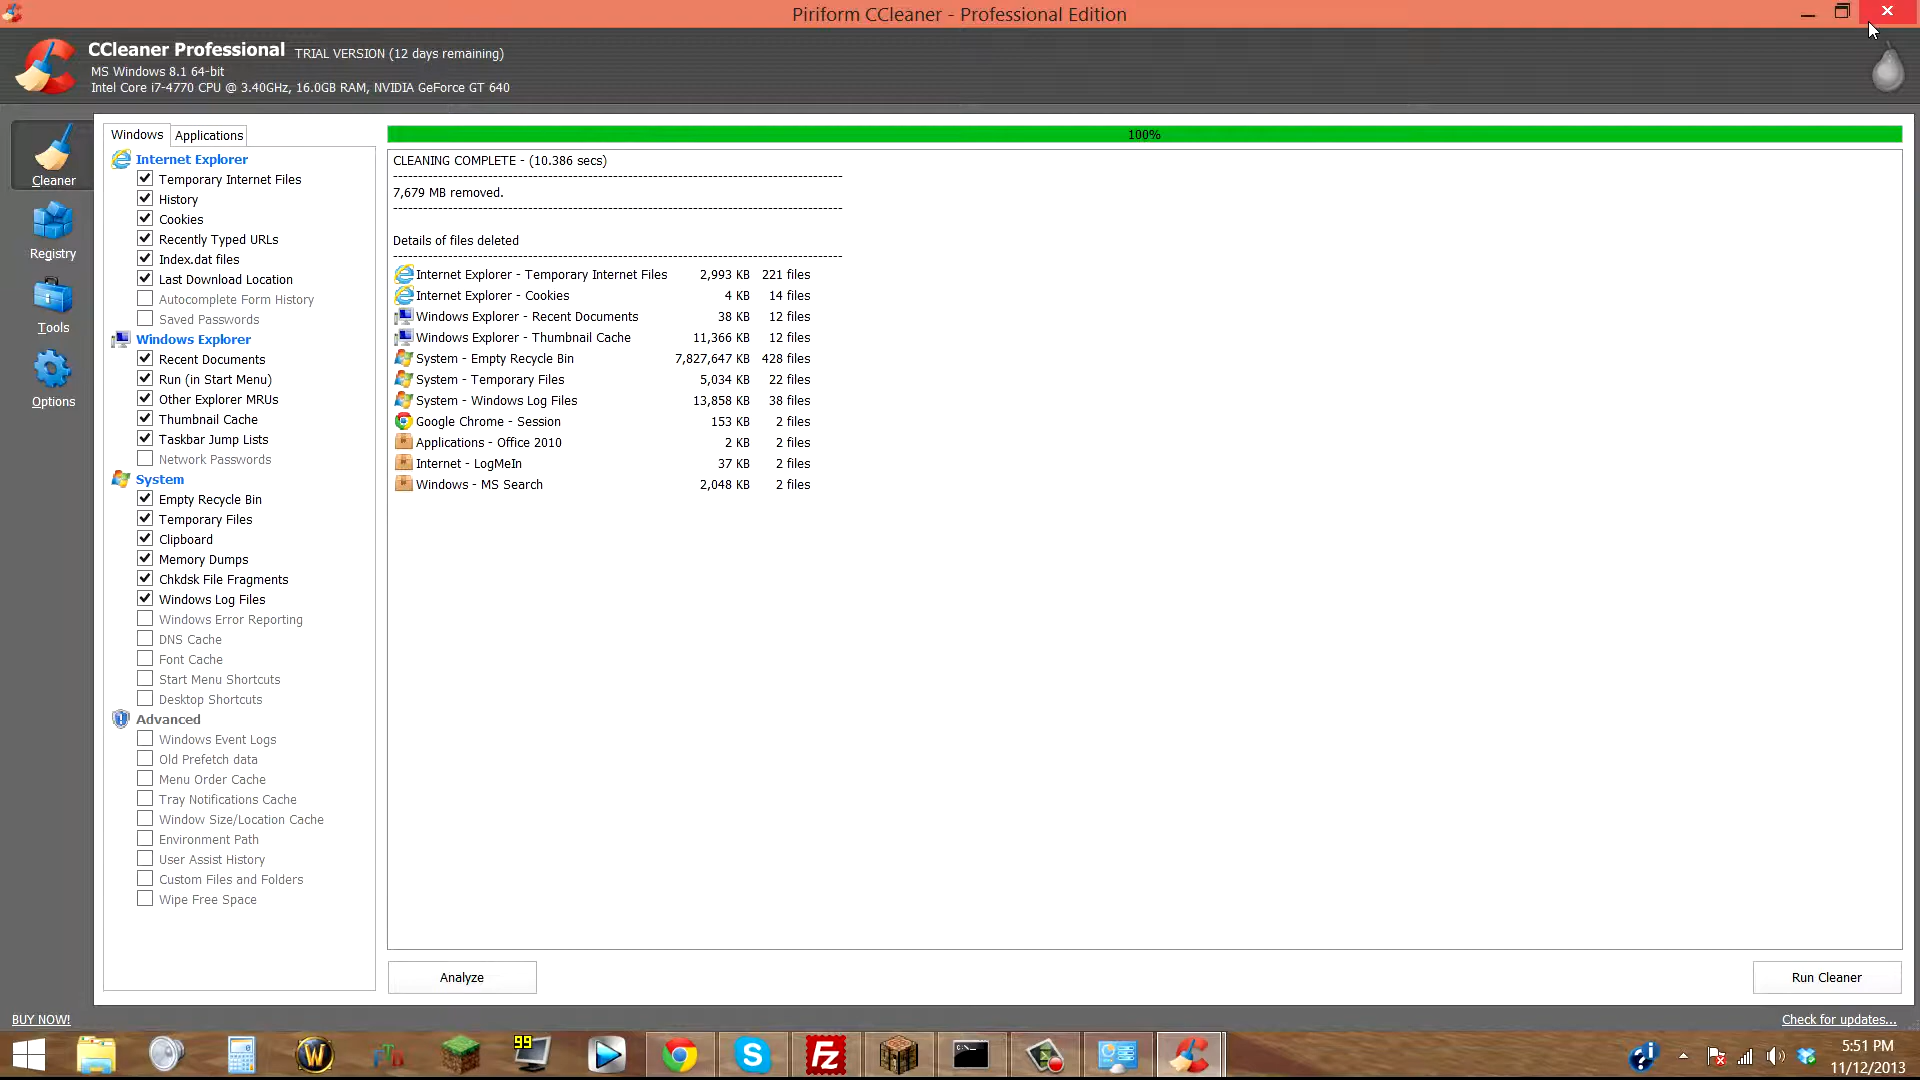 Piriform CCleaner - Professional Edition
CCleaner Professional TRIAL VERSION (12 days remaining)
MS Windows 8.1 64-bit
Intel Core i7-4770 CPU @ 3.40GHz, 16.0GB RAM, NVIDIA GeForce GT 640
Cleaner
Registry
Tools
Options
Windows Applications
Internet Explorer
Temporary Internet Files
History
Cookies
Recently Typed URLs
Index.dat files
Last Download Location
Autocomplete Form History
Saved Passwords
Windows Explorer
Recent Documents
Run (in Start Menu)
Other Explorer MRUs
Thumbnail Cache
Taskbar Jump Lists
Network Passwords
System
Empty Recycle Bin
Temporary Files
Clipboard
Memory Dumps
Chkdsk File Fragments
Windows Log Files
Windows Error Reporting
DNS Cache
Font Cache
Start Menu Shortcuts
Desktop Shortcuts
Advanced
Windows Event Logs
Old Prefetch data
Menu Order Cache
Tray Notifications Cache
Window Size/Location Cache
Environment Path
User Assist History
Custom Files and Folders
Wipe Free Space
100%
CLEANING COMPLETE - (10.386 secs)
7,679 MB removed.
Details of files deleted
Internet Explorer - Temporary Internet Files 2,993 KB 221 files
Internet Explorer - Cookies 4 KB 14 files
Windows Explorer - Recent Documents 38 KB 12 files
Windows Explorer - Thumbnail Cache 11,366 KB 12 files
System - Empty Recycle Bin 7,827,647 KB 428 files
System - Temporary Files 5,034 KB 22 files
System - Windows Log Files 13,858 KB 38 files
Google Chrome - Session 153 KB 2 files
Applications - Office 2010 2 KB 2 files
Internet - LogMeIn 37 KB 2 files
Windows - MS Search 2,048 KB 2 files
Analyze
Run Cleaner
BUY NOW!
Check for updates...
99
5:51 PM
11/12/2013